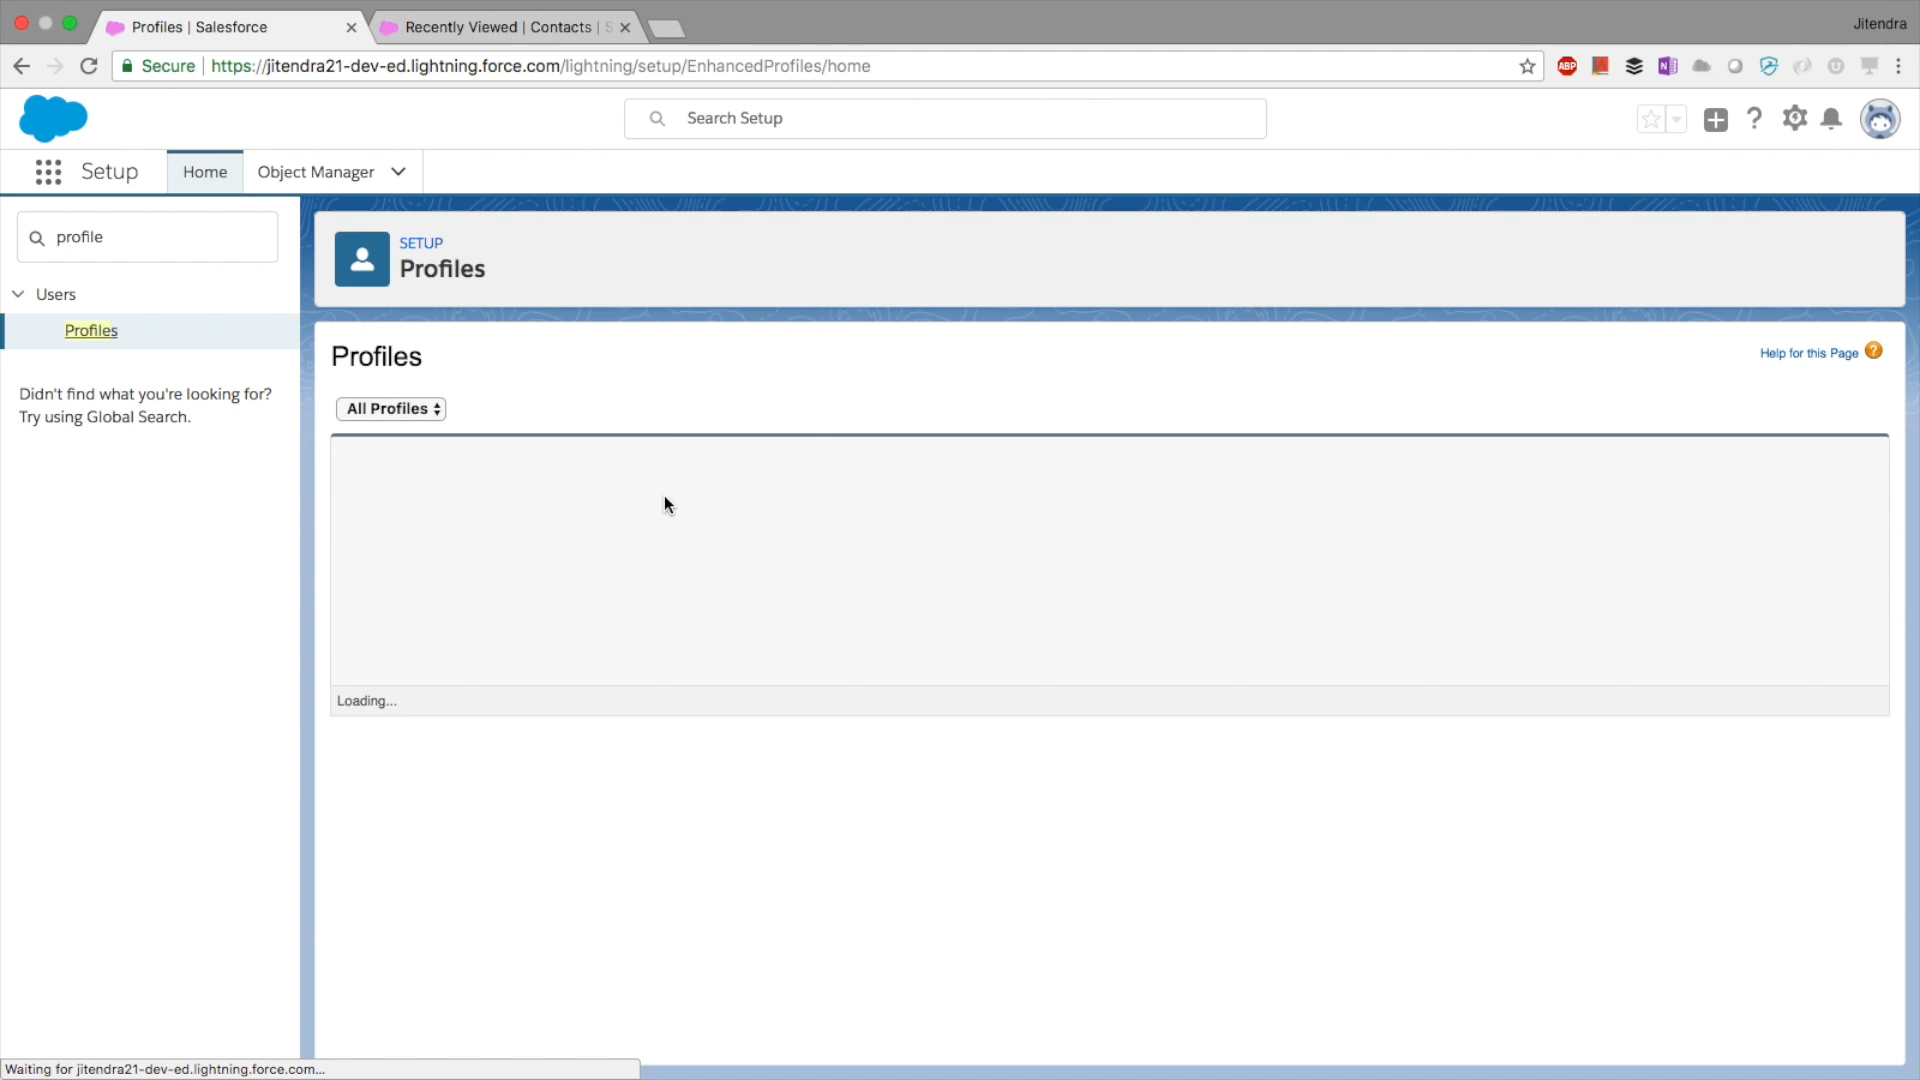 Profiles | Salesforce
Recently Viewed | Contacts | S
Jitendra
Secure
https://jitendra21-dev-ed.lightning.force.com/lightning/setup/EnhancedProfiles/home
ABP
N
Search Setup
Setup
Home
Object Manager
profile
Users
Profiles
Didn't find what you're looking for?
Try using Global Search.
SETUP
Profiles
Profiles
Help for this Page ?
All Profiles
Loading...
Waiting for jitendra21-dev-ed.lightning.force.com...